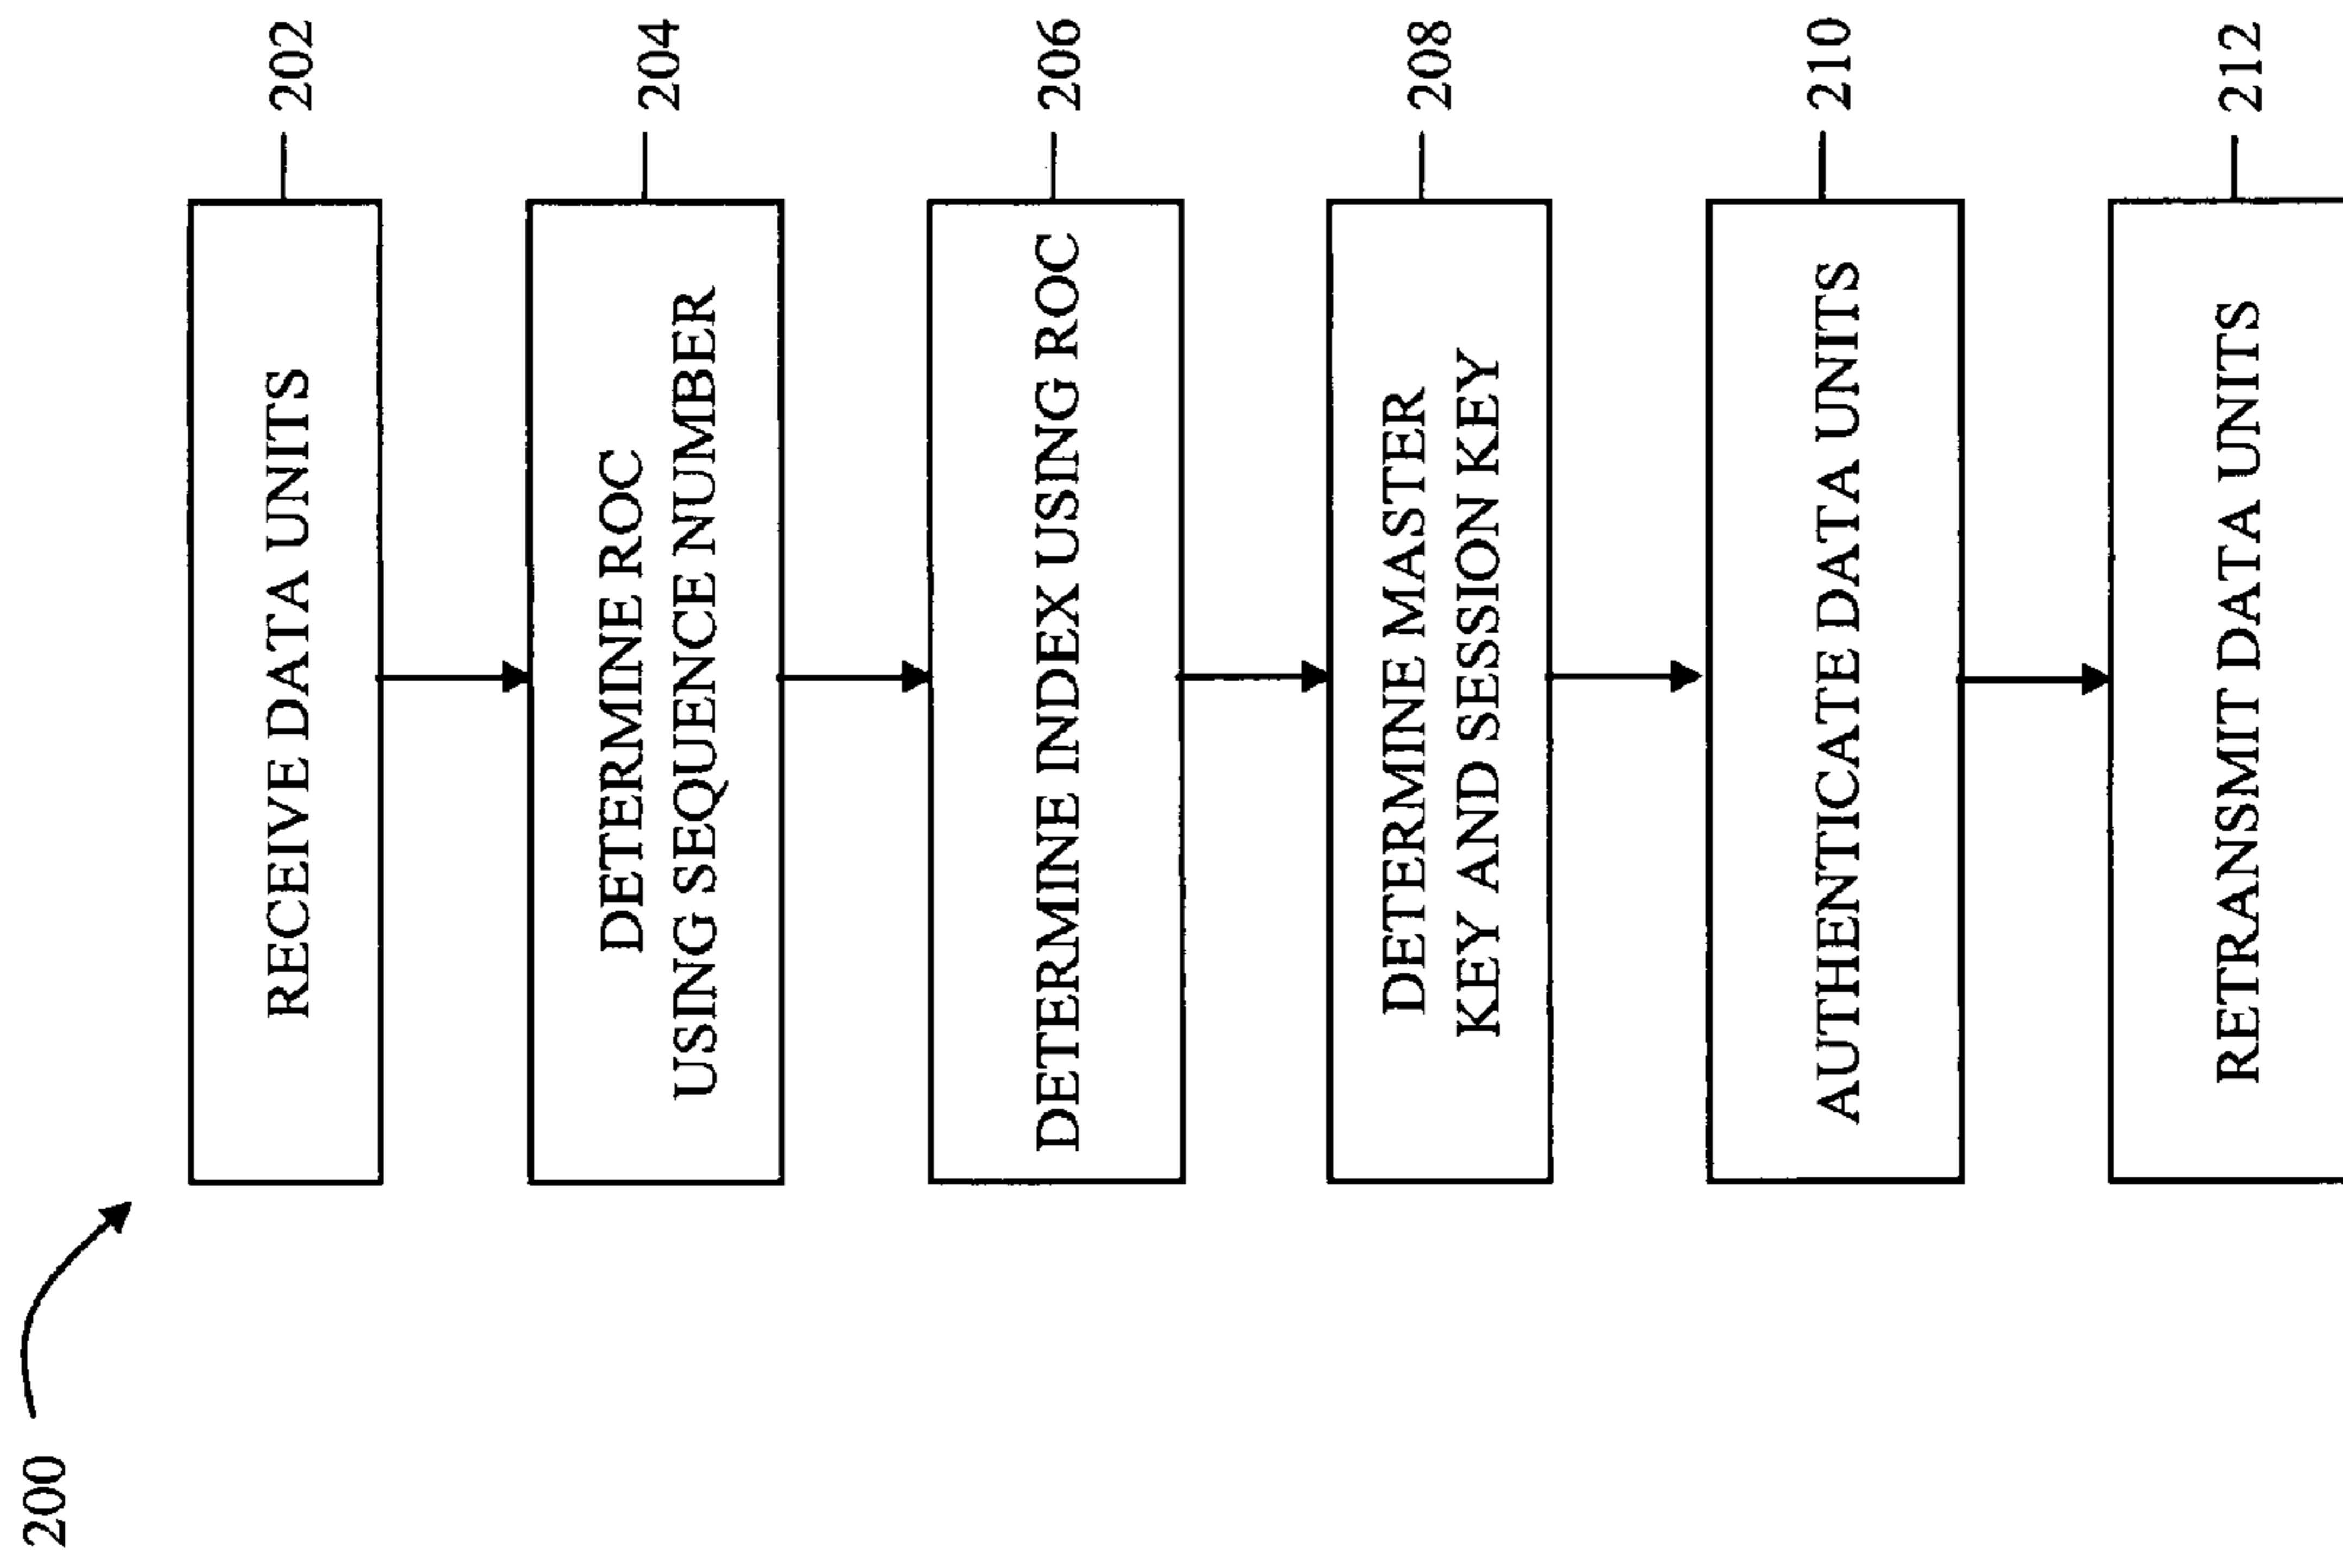 200
RECEIVE DATA UNITS
202
DETERMINE ROC
USING SEQUENCE NUMBER
204
DETERMINE INDEX USING ROC
206
DETERMINE MASTER
KEY AND SESSION KEY
208
AUTHENTICATE DATA UNITS
210
RETRANSMIT DATA UNITS
212